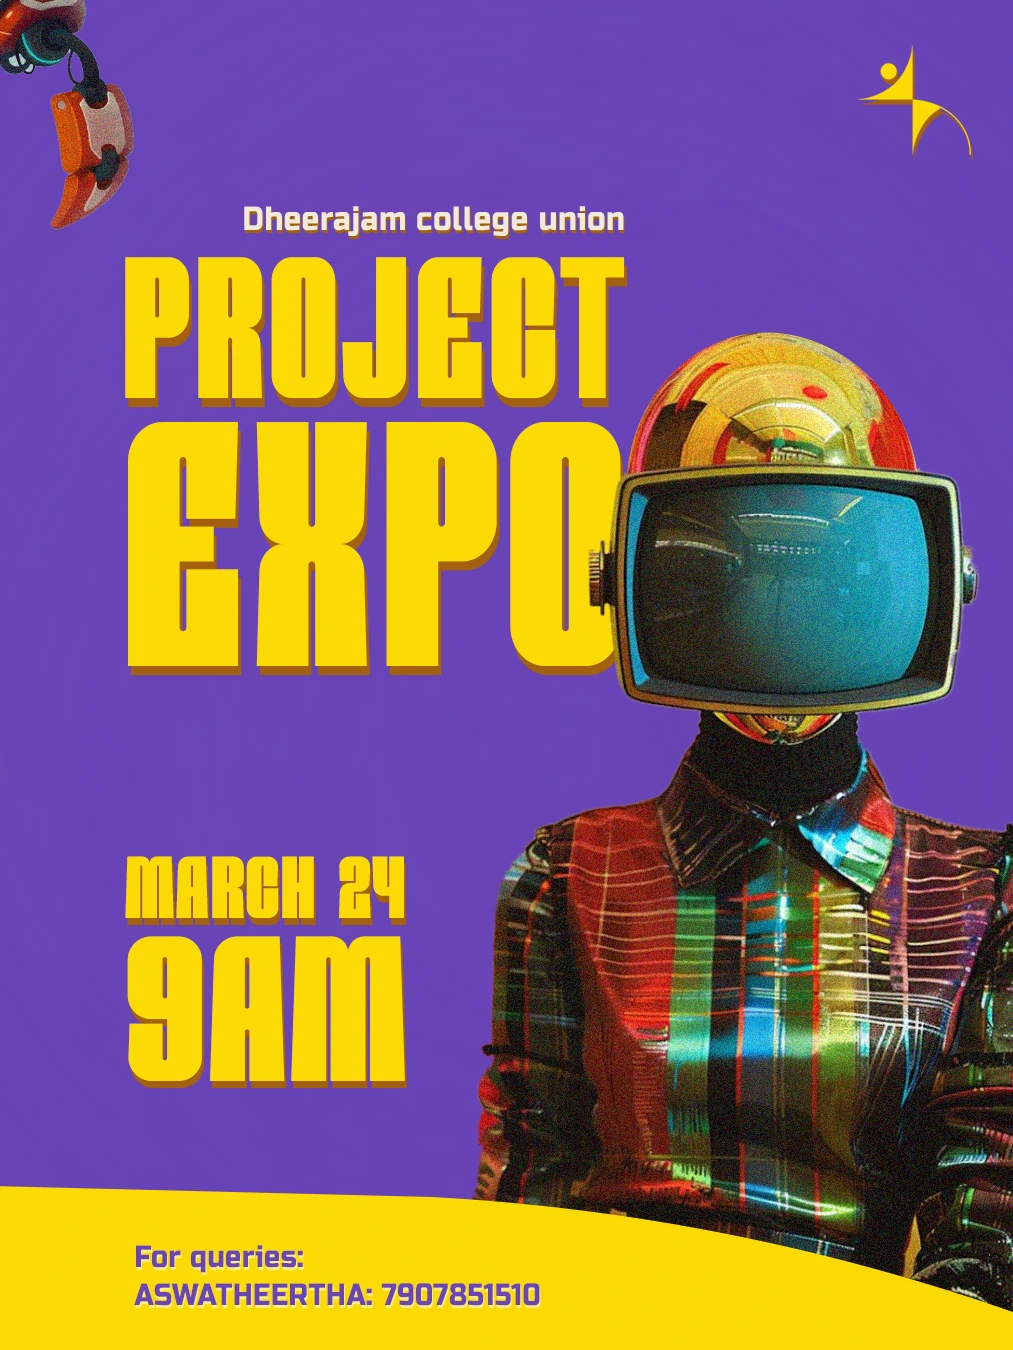 Dheerajam college union
PROJECT
EXPO
MARCH 24
9AM
For queries:
ASWATHEERTHA: 7907851510